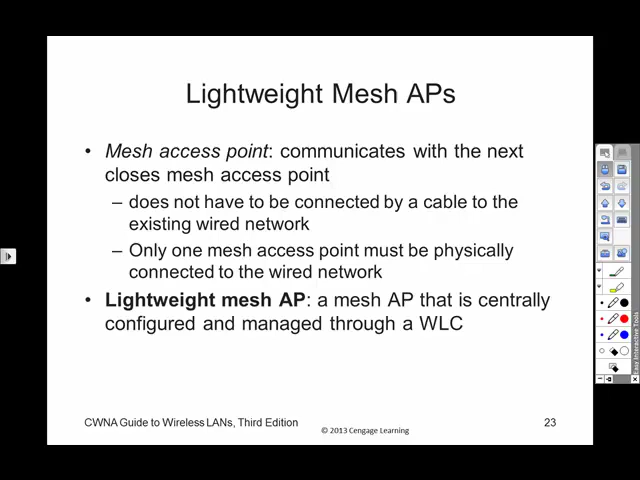 Lightweight Mesh APs
• Mesh access point: communicates with the next
closes mesh access point
– does not have to be connected by a cable to the
existing wired network
– Only one mesh access point must be physically
connected to the wired network
• Lightweight mesh AP: a mesh AP that is centrally
configured and managed through a WLC
CWNA Guide to Wireless LANs, Third Edition
© 2013 Cengage Learning
23
Easy Interactive Tools